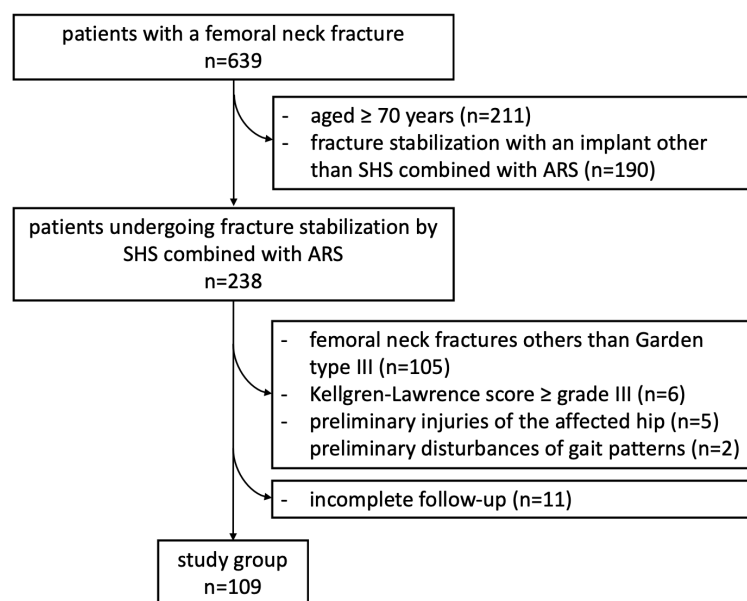 patients with a femoral neck fracture
n=639
- aged ≥ 70 years (n=211)
- fracture stabilization with an implant other
than SHS combined with ARS (n=190)
patients undergoing fracture stabilization by
SHS combined with ARS
n=238
- femoral neck fractures others than Garden
type III (n=105)
- Kellgren-Lawrence score ≥ grade III (n=6)
- preliminary injuries of the affected hip (n=5)
preliminary disturbances of gait patterns (n=2)
- incomplete follow-up (n=11)
study group
n=109